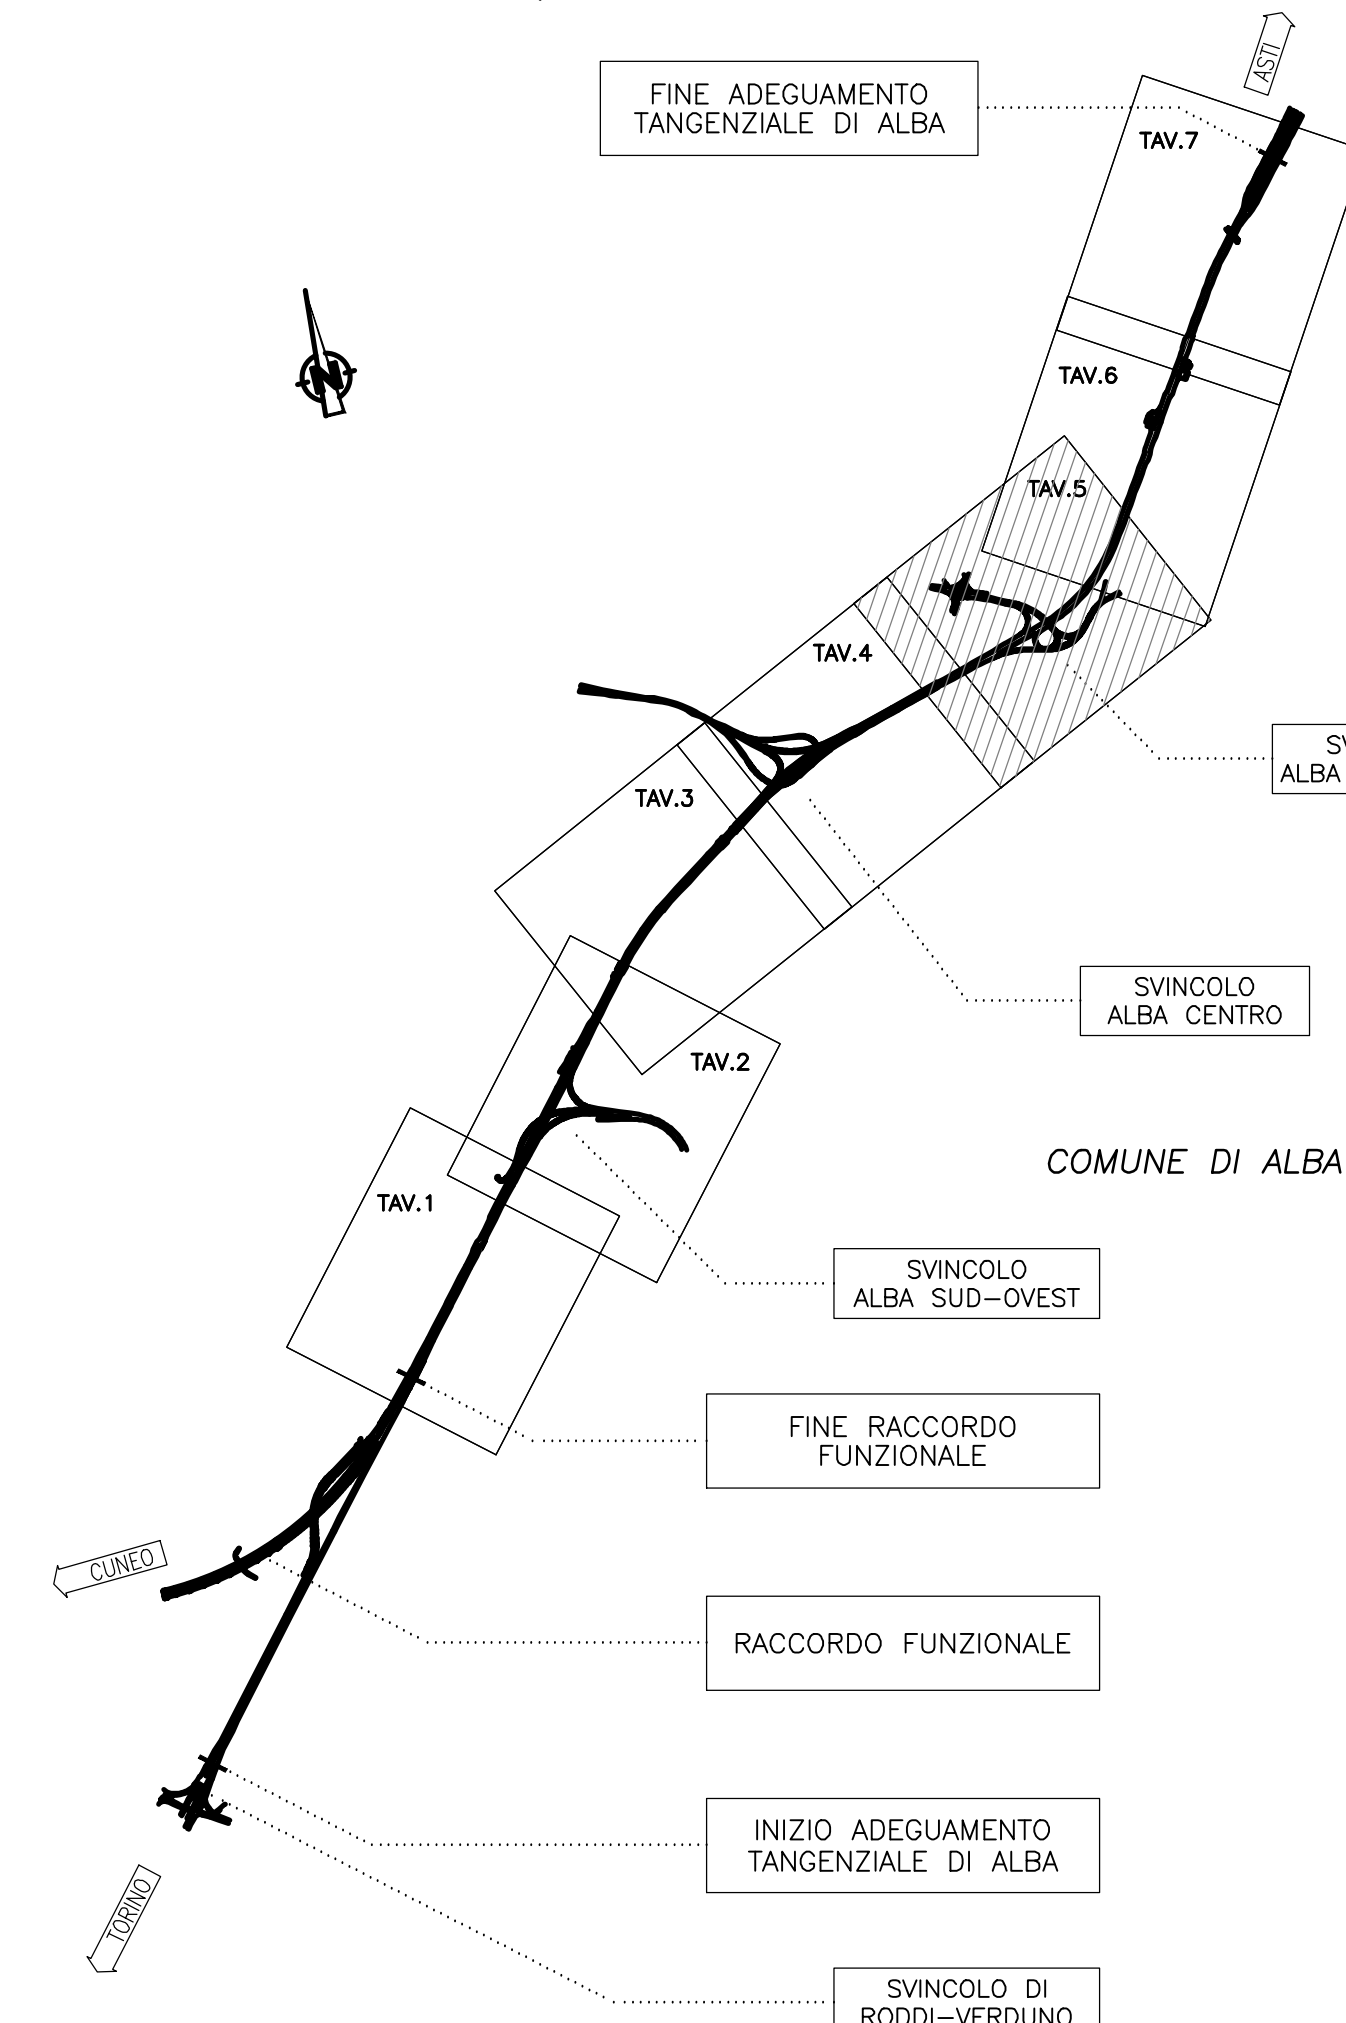 ASTI
FINE ADEGUAMENTO
TANGENZIALE DI ALBA
TAV.7
N
TAV.6
TAV.5
TAV.4
ALBA
TAV.3
SVINCOLO
ALBA CENTRO
TAV.2
COMUNE DI ALBA
TAV.1
SVINCOLO
ALBA SUD-OVEST
FINE RACCORDO
FUNZIONALE
CUNEO
RACCORDO FUNZIONALE
INIZIO ADEGUAMENTO
TANGENZIALE DI ALBA
TORINO
SVINCOLO DI
RODDI-VERDUNO